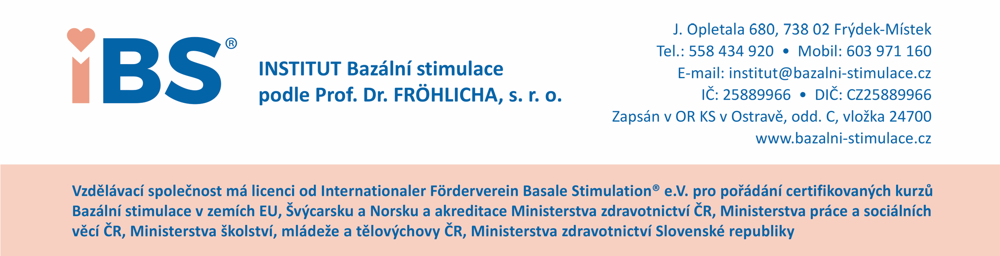 iBS®
INSTITUT Bazální stimulace
podle Prof. Dr. FRÖHLICHA, s. r. o.
J. Opletala 680, 738 02 Frýdek-Místek
Tel.: 558 434 920 • Mobil: 603 971 160
E-mail: institut@bazalni-stimulace.cz
IČ: 25889966 • DIČ: CZ25889966
Zapsán v OR KS v Ostravě, odd. C, vložka 24700
www.bazalni-stimulace.cz
Vzdělávací společnost má licenci od Internationaler Förderverein Basale Stimulation® e.V. pro pořádání certifikovaných kurzů
Bazální stimulace v zemích EU, Švýcarsku a Norsku a akreditace Ministerstva zdravotnictví ČR, Ministerstva práce a sociálních
věcí ČR, Ministerstva školství, mládeže a tělovýchovy ČR, Ministerstva zdravotnictví Slovenské republiky